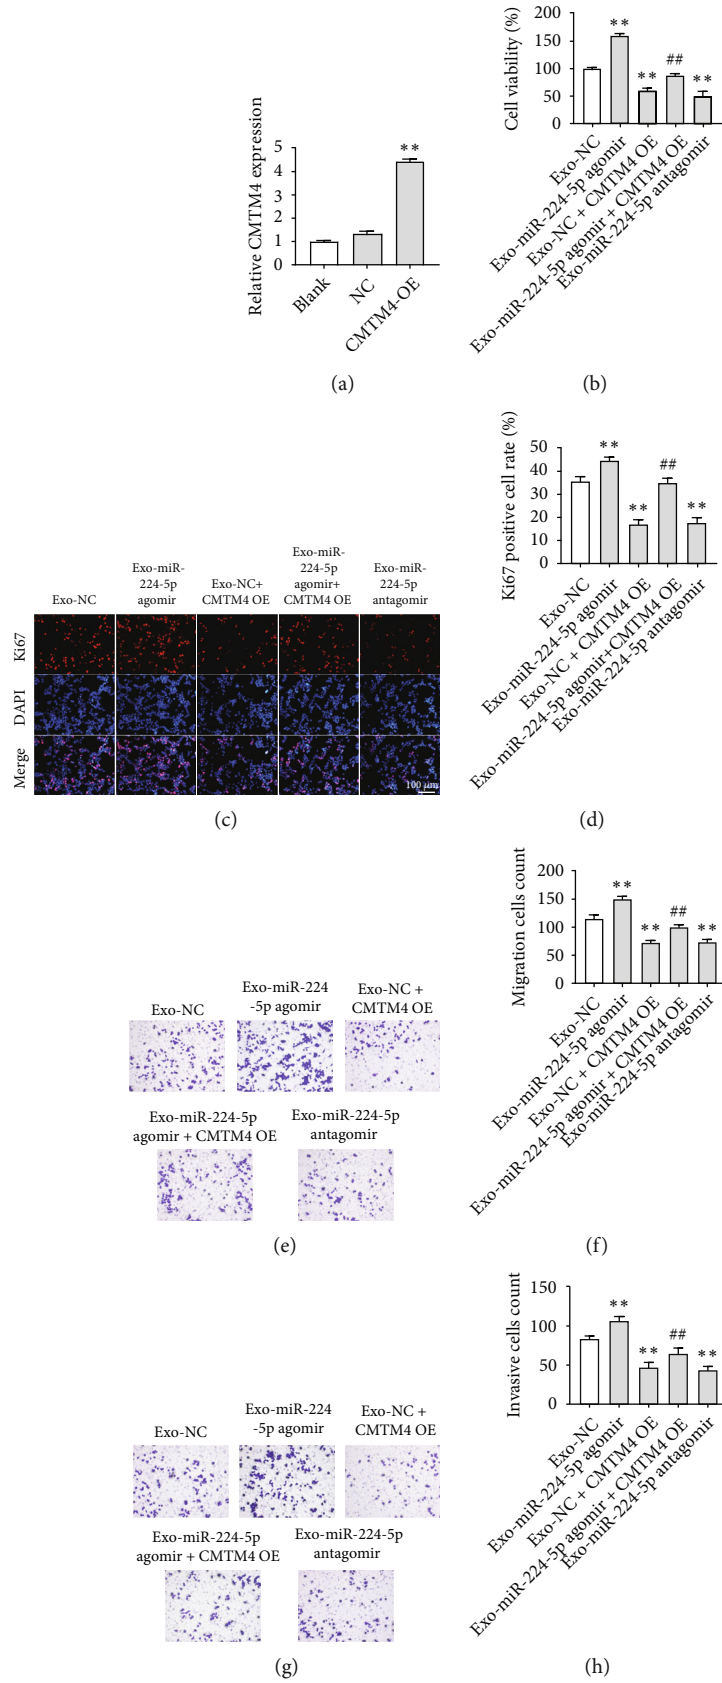 Relative CMTM4 expression
5
4
3
2
1
0
**
Blank
NC
CMTM4-OE
(a)
Cell viability (%)
200
150
100
50
0
**
**
##
**
Exo-NC
Exo-miR-224-5p agomir
Exo-NC + CMTM4 OE
Exo-miR-224-5p agomir + CMTM4 OE
Exo-miR-224-5p antagomir
(b)
Exo-NC
Exo-miR-
224-5p
agomir
Exo-NC+
CMTM4 OE
Exo-miR-
224-5p
agomir+
CMTM4 OE
Exo-miR-
224-5p
antagomir
Ki67
DAPI
Merge
100 μm
(c)
Ki67 positive cell rate (%)
50
40
30
20
10
0
**
**
##
**
Exo-NC
Exo-miR-224-5p agomir
Exo-NC + CMTM4 OE
Exo-miR-224-5p agomir+CMTM4 OE
Exo-miR-224-5p antagomir
(d)
Exo-NC
Exo-miR-224
-5p agomir
Exo-NC +
CMTM4 OE
Exo-miR-224-5p
agomir + CMTM4 OE
Exo-miR-224-5p
antagomir
(e)
Migration cells count
200
150
100
50
0
**
**
##
**
Exo-NC
Exo-miR-224-5p agomir
Exo-NC + CMTM4 OE
Exo-miR-224-5p agomir + CMTM4 OE
Exo-miR-224-5p antagomir
(f)
Exo-NC
Exo-miR-224
-5p agomir
Exo-NC +
CMTM4 OE
Exo-miR-224-5p
agomir + CMTM4 OE
Exo-miR-224-5p
antagomir
(g)
Invasive cells count
150
100
50
0
**
**
##
**
Exo-NC
Exo-miR-224-5p agomir
Exo-NC + CMTM4 OE
Exo-miR-224-5p agomir + CMTM4 OE
Exo-miR-224-5p antagomir
(h)